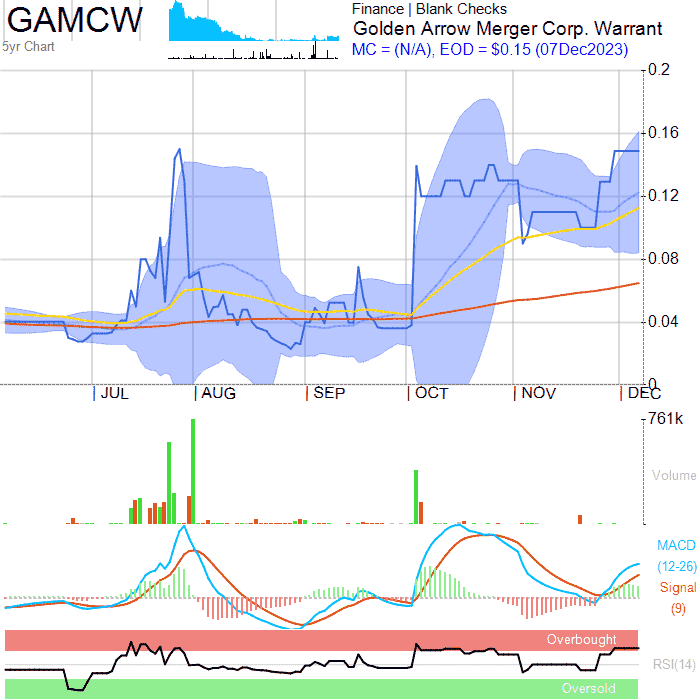 GAMCW
5yr Chart
Finance | Blank Checks
Golden Arrow Merger Corp. Warrant
MC = (N/A), EOD = $0.15 (07Dec2023)
0.2
0.16
0.12
0.08
0.04
0
JUL AUG SEP OCT NOV DEC
761k
Volume
MACD
(12-26)
Signal
(9)
Overbought
RSI(14)
Oversold